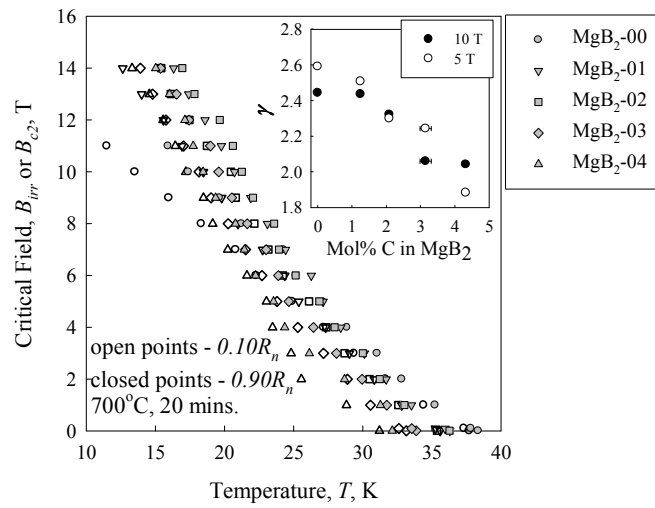 Critical Field, B_irr or B_c2, T
16
14
12
10
8
6
4
2
0
10 15 20 25 30 35 40
Temperature, T, K
open points - 0.10R_n
closed points - 0.90R_n
700°C, 20 mins.
γ
2.8
2.6
2.4
2.2
2.0
1.8
0 1 2 3 4 5
Mol% C in MgB₂
10 T
5 T
MgB₂-00
MgB₂-01
MgB₂-02
MgB₂-03
MgB₂-04